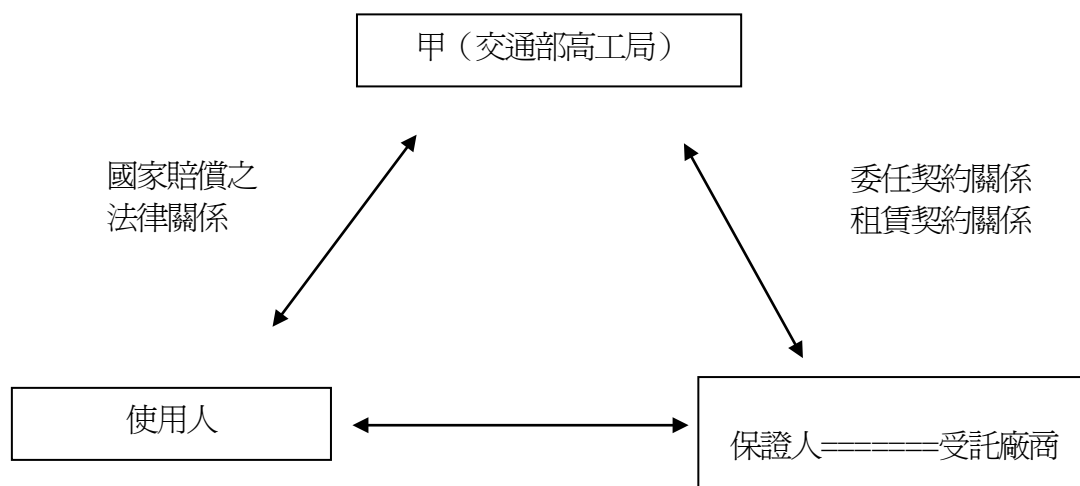 甲（交通部高工局）
國家賠償之
法律關係
委任契約關係
租賃契約關係
使用人
保證人=======受託廠商